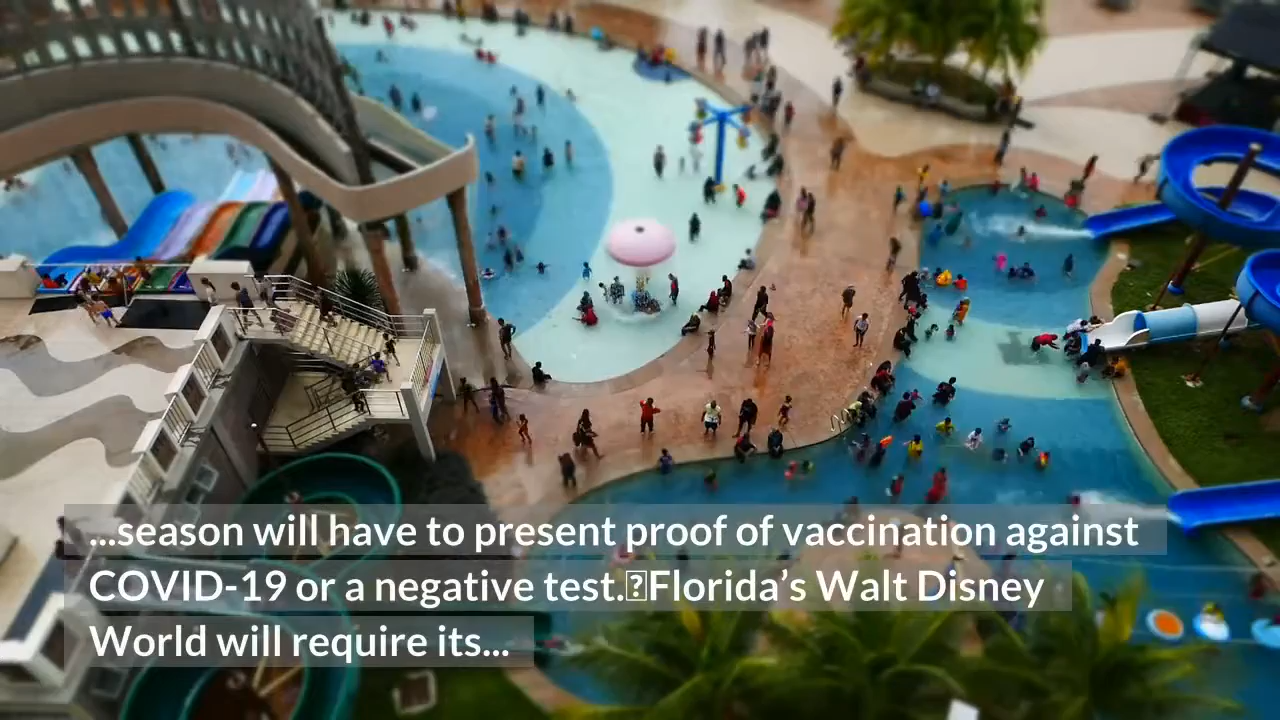 ...season will have to present proof of vaccination against
COVID-19 or a negative test.Florida’s Walt Disney
World will require its...